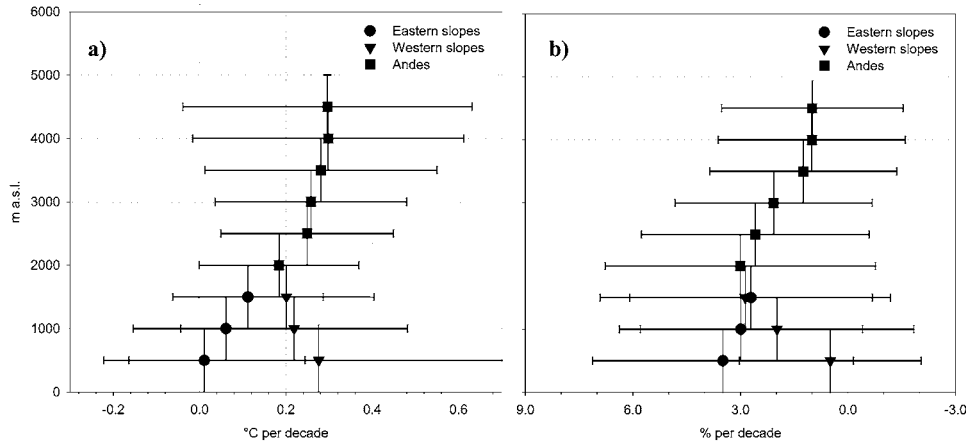 a)
Eastern slopes
Western slopes
Andes
6000
5000
4000
3000
2000
1000
0
m a.s.l.
-0.2
0.0
0.2
0.4
0.6
°C per decade
b)
Eastern slopes
Western slopes
Andes
9.0
6.0
3.0
0.0
-3.0
% per decade